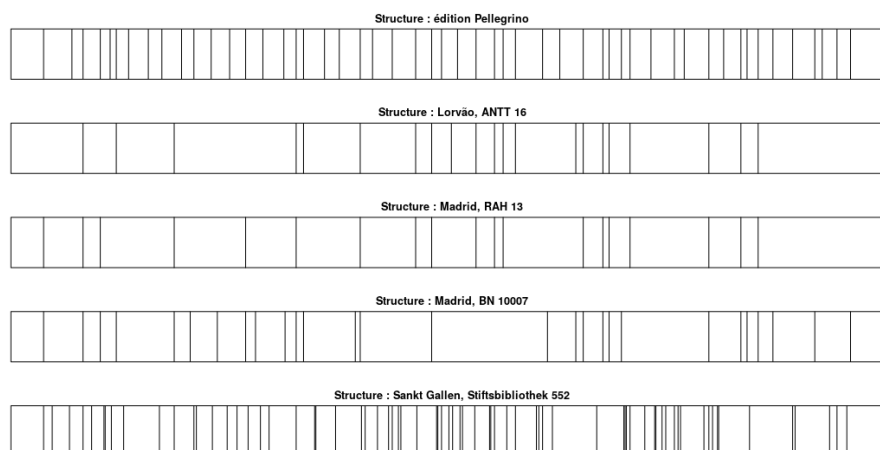 Structure : édition Pellegrino
Structure : Lorvão, ANTT 16
Structure : Madrid, RAH 13
Structure : Madrid, BN 10007
Structure : Sankt Gallen, Stiftsbibliothek 552